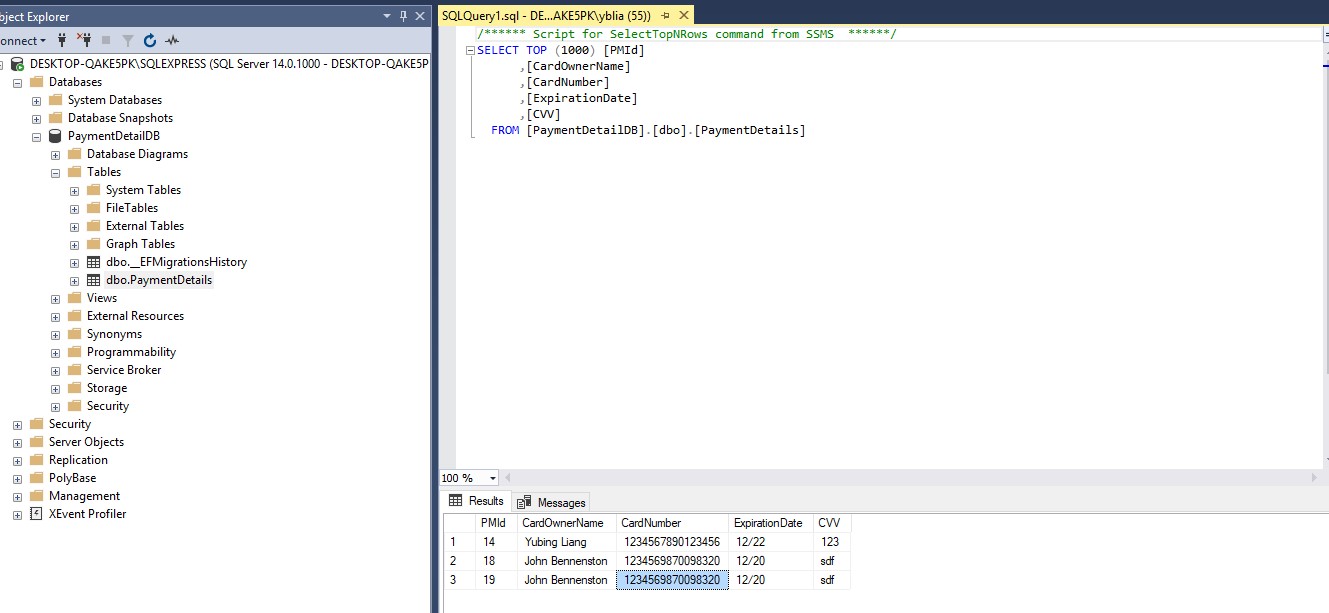 bject Explorer
onnect
DESKTOP-QAKE5PK\SQLEXPRESS (SQL Server 14.0.1000 - DESKTOP-QAKE5P
Databases
System Databases
Database Snapshots
PaymentDetailDB
Database Diagrams
Tables
System Tables
FileTables
External Tables
Graph Tables
dbo.__EFMigrationsHistory
dbo.PaymentDetails
Views
External Resources
Synonyms
Programmability
Service Broker
Storage
Security
Security
Server Objects
Replication
PolyBase
Management
XEvent Profiler
SQLQuery1.sql - DE...AKE5PK\yblia (55))
/****** Script for SelectTopNRows command from SSMS ******/
SELECT TOP (1000) [PMId]
,[CardOwnerName]
,[CardNumber]
,[ExpirationDate]
,[CVV]
FROM [PaymentDetailDB].[dbo].[PaymentDetails]
100 %
Results Messages
PMId CardOwnerName CardNumber ExpirationDate CVV
1 14 Yubing Liang 1234567890123456 12/22 123
2 18 John Bennenston 1234569870098320 12/20 sdf
3 19 John Bennenston 1234569870098320 12/20 sdf